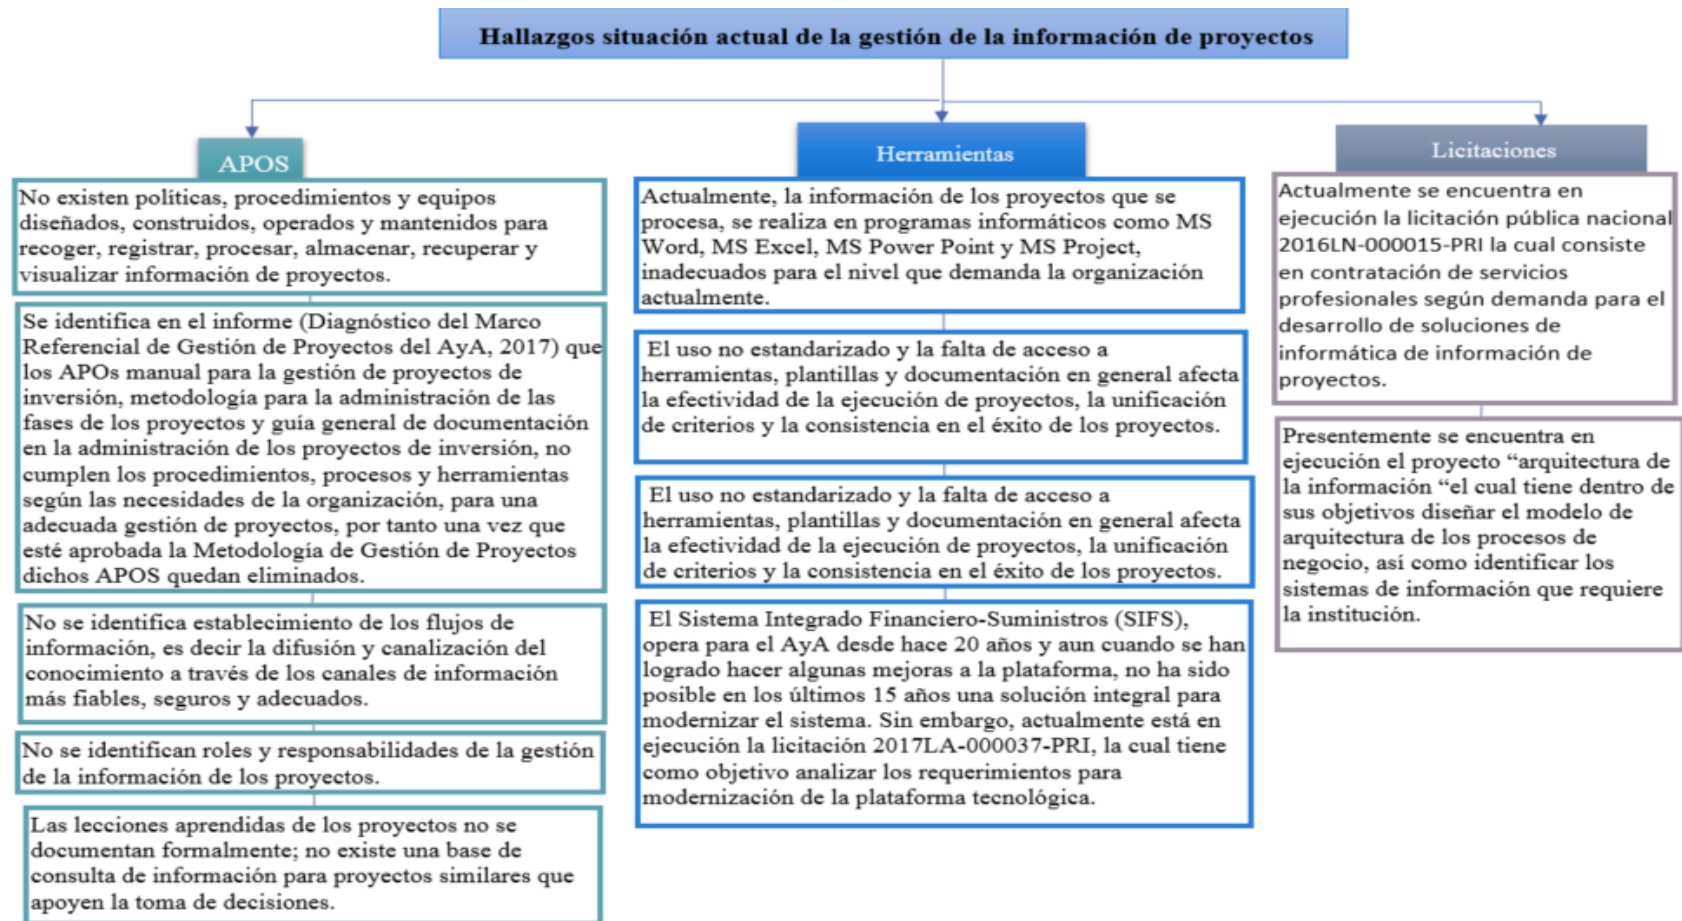 Hallazgos situación actual de la gestión de la información de proyectos
APOS
No existen políticas, procedimientos y equipos
diseñados, construidos, operados y mantenidos para
recoger, registrar, procesar, almacenar, recuperar y
visualizar información de proyectos.
Se identifica en el informe (Diagnóstico del Marco
Referencial de Gestión de Proyectos del AyA, 2017) que
los APOs manual para la gestión de proyectos de
inversión, metodología para la administración de las
fases de los proyectos y guía general de documentación
en la administración de los proyectos de inversión, no
cumplen los procedimientos, procesos y herramientas
según las necesidades de la organización, para una
adecuada gestión de proyectos, por tanto una vez que
esté aprobada la Metodología de Gestión de Proyectos
dichos APOS quedan eliminados.
No se identifica establecimiento de los flujos de
información, es decir la difusión y canalización del
conocimiento a través de los canales de información
más fiables, seguros y adecuados.
No se identifican roles y responsabilidades de la gestión
de la información de los proyectos.
Las lecciones aprendidas de los proyectos no se
documentan formalmente; no existe una base de
consulta de información para proyectos similares que
apoyen la toma de decisiones.
Herramientas
Actualmente, la información de los proyectos que se
procesa, se realiza en programas informáticos como MS
Word, MS Excel, MS Power Point y MS Project,
inadecuados para el nivel que demanda la organización
actualmente.
El uso no estandarizado y la falta de acceso a
herramientas, plantillas y documentación en general afecta
la efectividad de la ejecución de proyectos, la unificación
de criterios y la consistencia en el éxito de los proyectos.
El uso no estandarizado y la falta de acceso a
herramientas, plantillas y documentación en general afecta
la efectividad de la ejecución de proyectos, la unificación
de criterios y la consistencia en el éxito de los proyectos.
El Sistema Integrado Financiero-Suministros (SIFS),
opera para el AyA desde hace 20 años y aun cuando se han
logrado hacer algunas mejoras a la plataforma, no ha sido
posible en los últimos 15 años una solución integral para
modernizar el sistema. Sin embargo, actualmente está en
ejecución la licitación 2017LA-000037-PRI, la cual tiene
como objetivo analizar los requerimientos para
modernización de la plataforma tecnológica.
Licitaciones
Actualmente se encuentra en
ejecución la licitación pública nacional
2016LN-000015-PRI la cual consiste
en contratación de servicios
profesionales según demanda para el
desarrollo de soluciones de
informática de información de
proyectos.
Presentemente se encuentra en
ejecución el proyecto “arquitectura de
la información “el cual tiene dentro de
sus objetivos diseñar el modelo de
arquitectura de los procesos de
negocio, así como identificar los
sistemas de información que requiere
la institución.